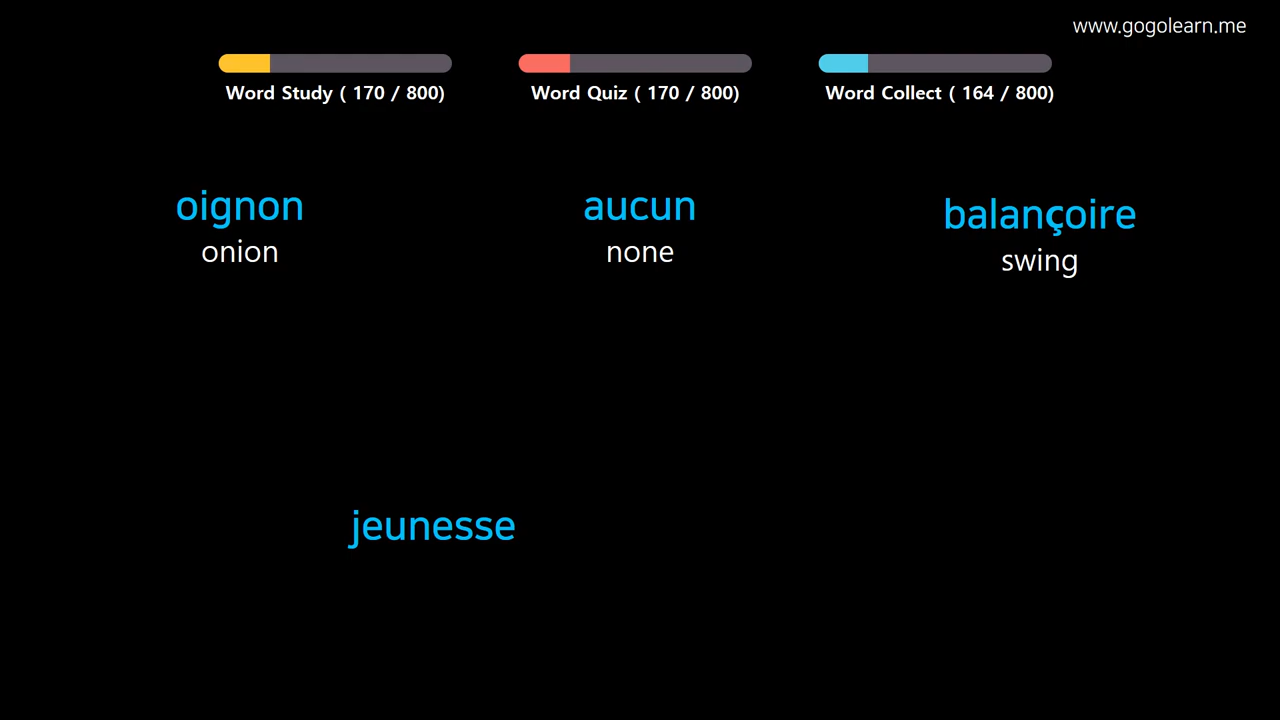 www.gogolearn.me
Word Study ( 170 / 800)
Word Quiz ( 170 / 800)
Word Collect ( 164 / 800)
oignon
onion
aucun
none
balançoire
swing
jeunesse